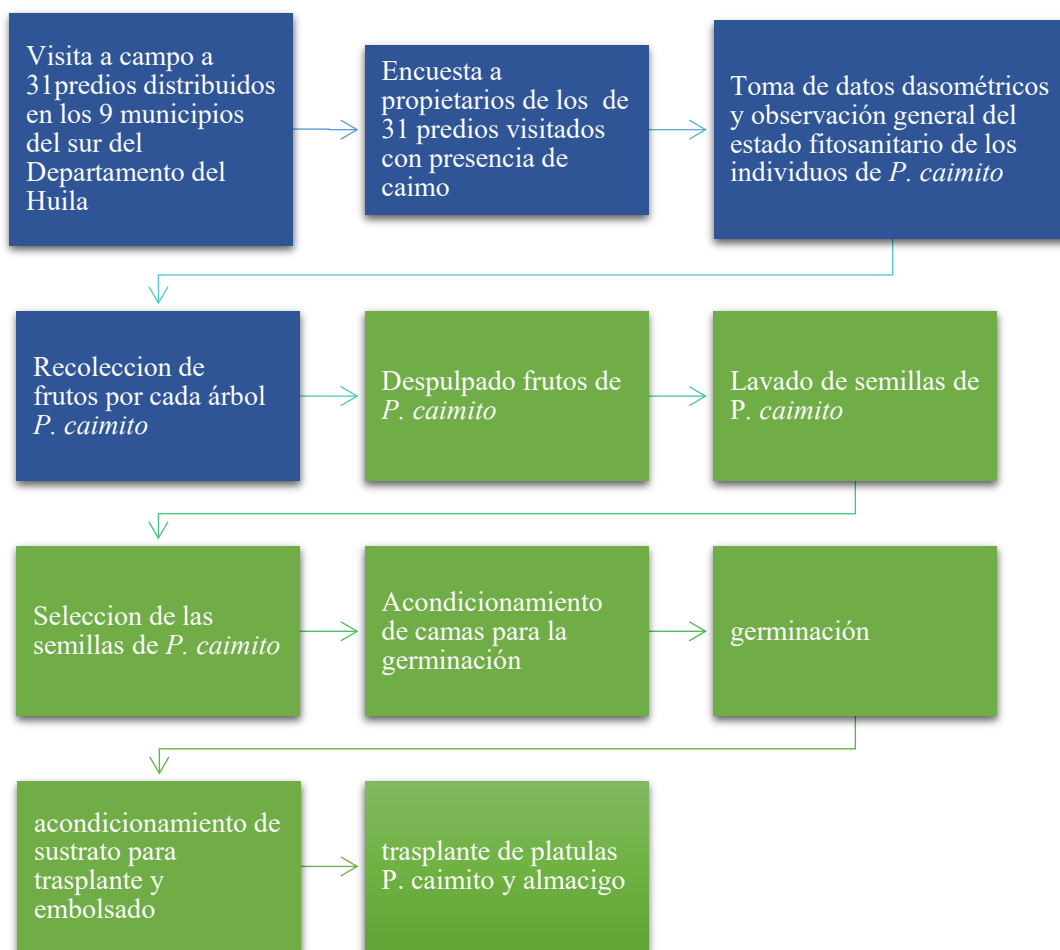 Visita a campo a
31predios distribuidos
en los 9 municipios
del sur del
Departamento del
Huila
Encuesta a
propietarios de los de
31 predios visitados
con presencia de
caimo
Toma de datos dasométricos
y observación general del
estado fitosanitario de los
individuos de P. caimito
Recoleccion de
frutos por cada árbol
P. caimito
Despulpado frutos de
P. caimito
Lavado de semillas de
P. caimito
Seleccion de las
semillas de P. caimito
Acondicionamiento
de camas para la
germinación
germinación
acondicionamiento de
sustrato para
trasplante y
embolsado
trasplante de platulas
P. caimito y almacigo